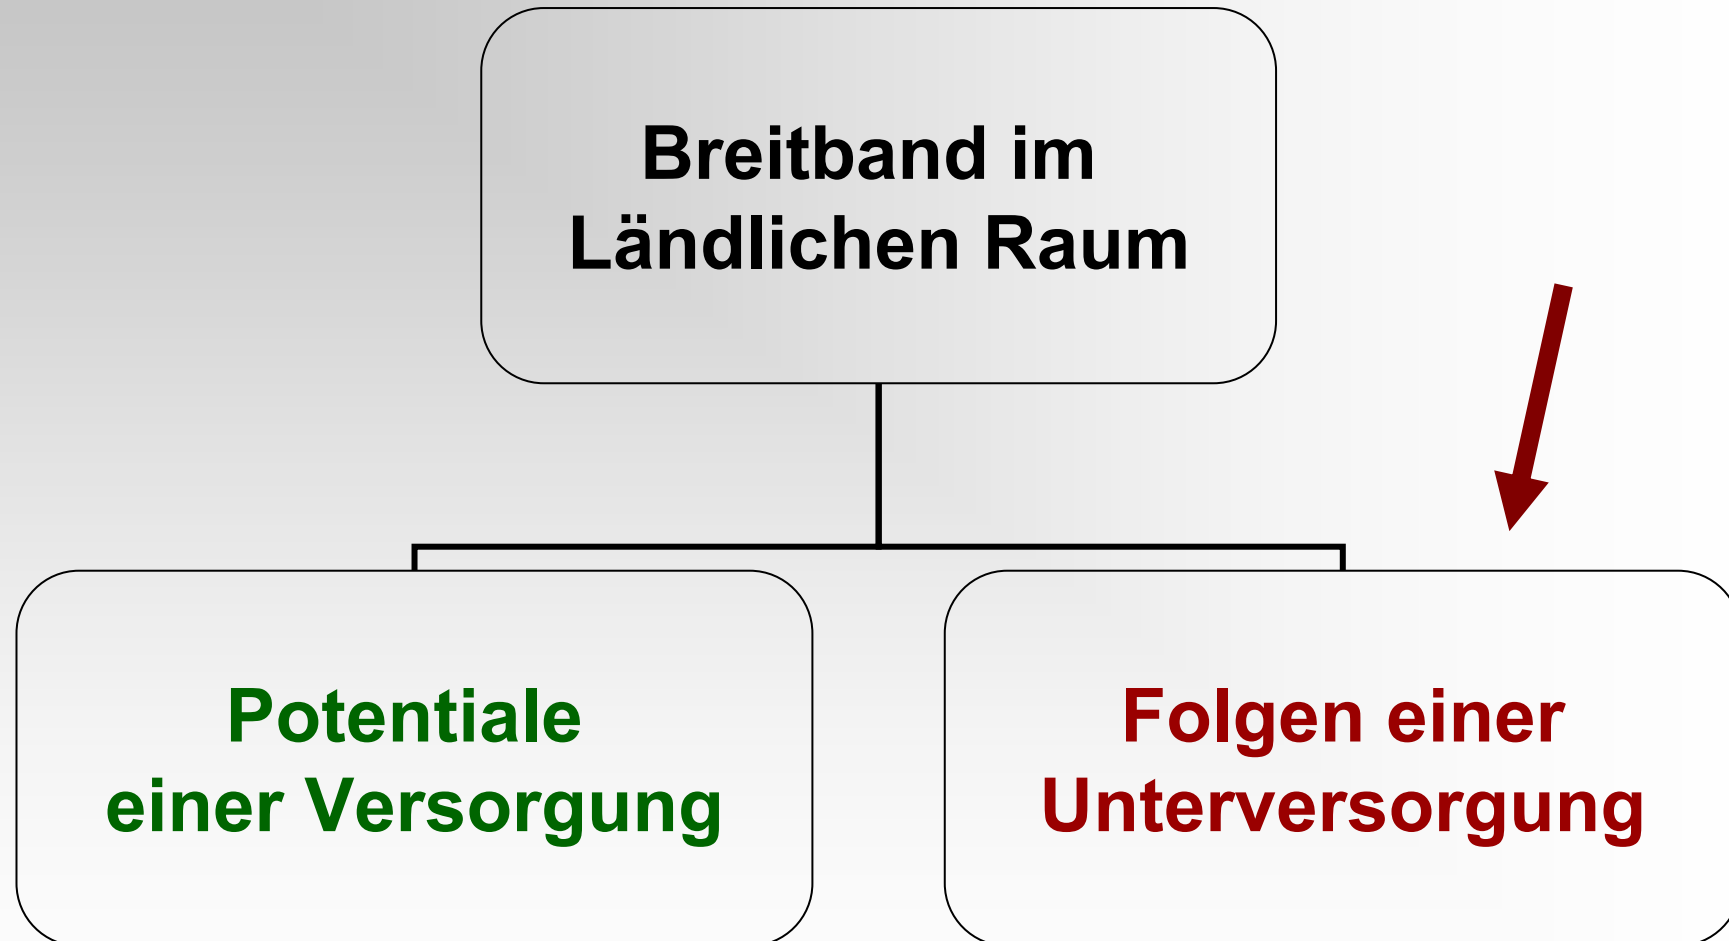 Breitband im
Ländlichen Raum
Potentiale
einer Versorgung
Folgen einer
Unterversorgung